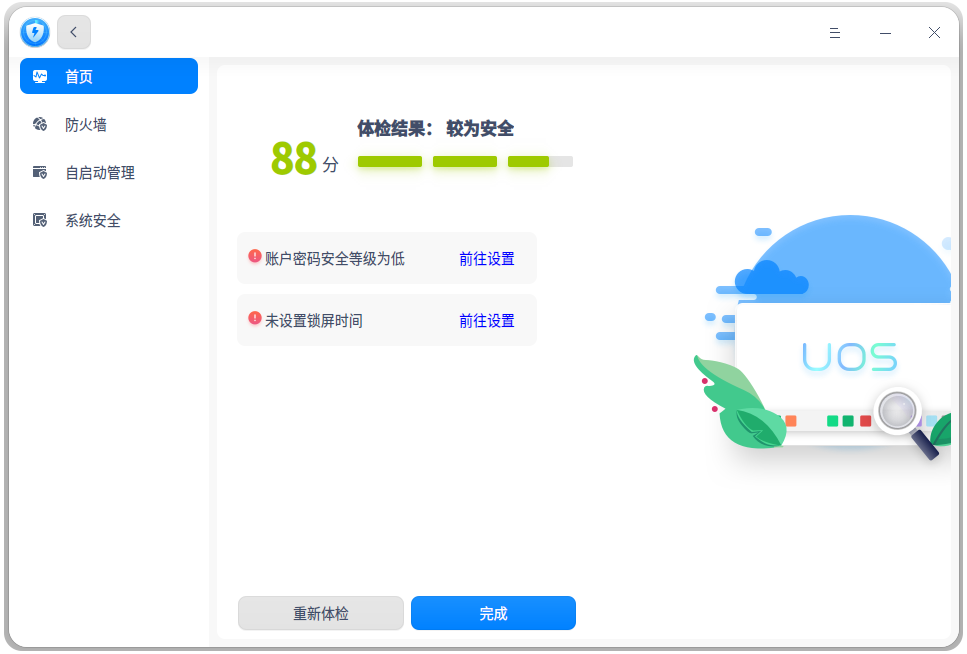 首页
防火墙
自启动管理
系统安全
体检结果： 较为安全
88分
账户密码安全等级为低 前往设置
未设置锁屏时间 前往设置
UOS
重新体检 完成